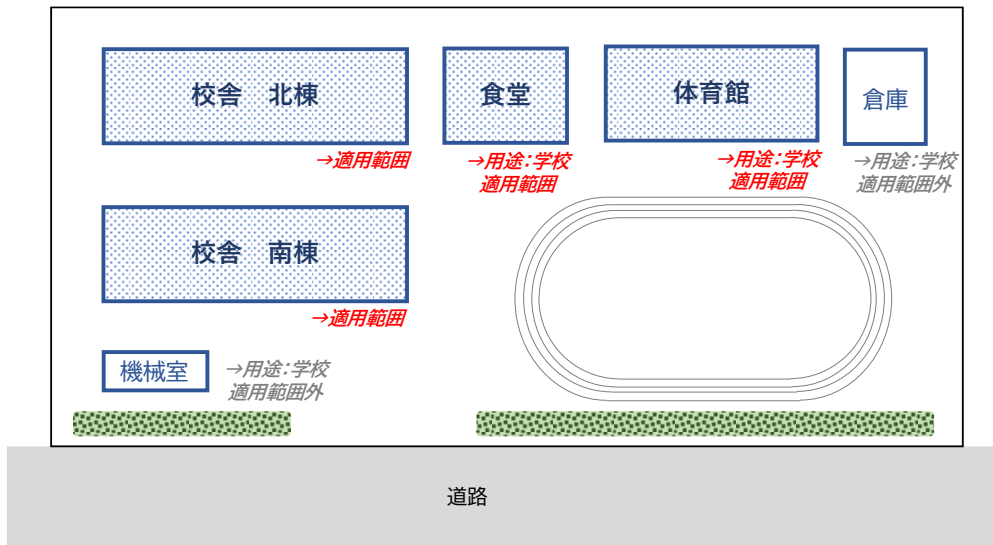 校舎　北棟
食堂
体育館
倉庫
→適用範囲
→用途：学校
適用範囲
→用途：学校
適用範囲
→用途：学校
適用範囲外
校舎　南棟
→適用範囲
機械室
→用途：学校
適用範囲外
道路